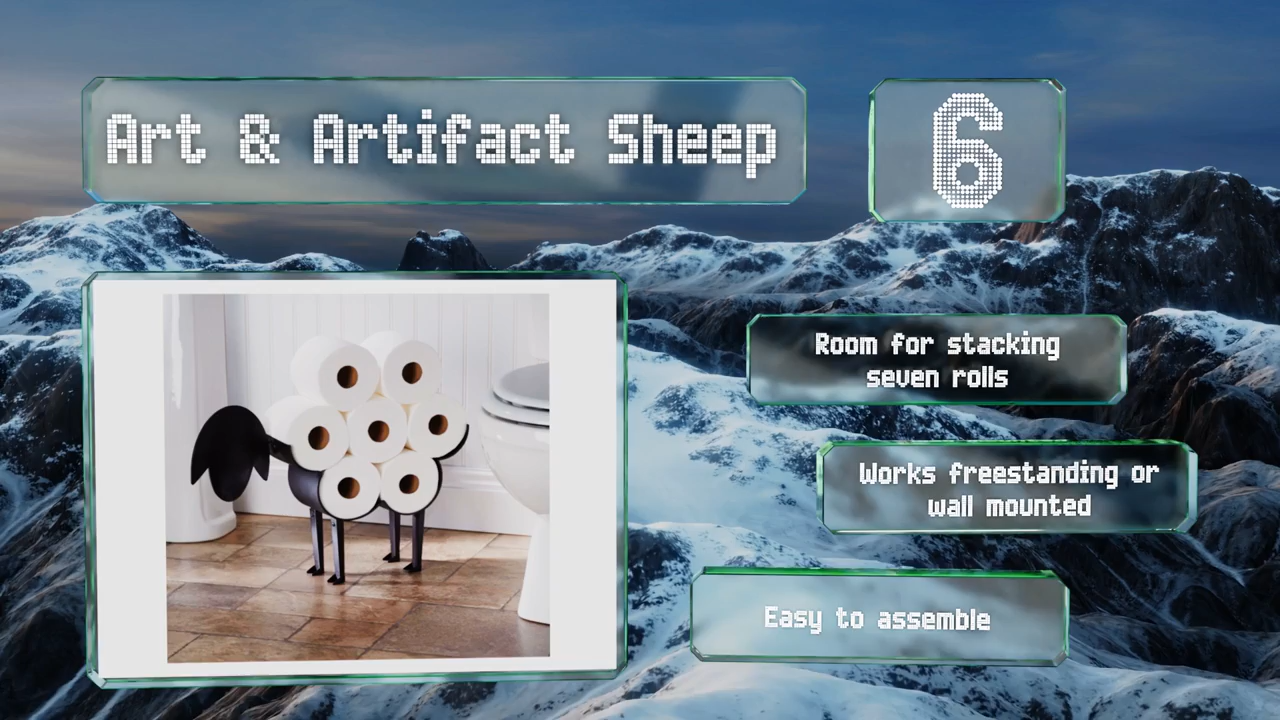 Art & Artifact Sheep
6
Room for stacking
seven rolls
Works freestanding or
wall mounted
Easy to assemble